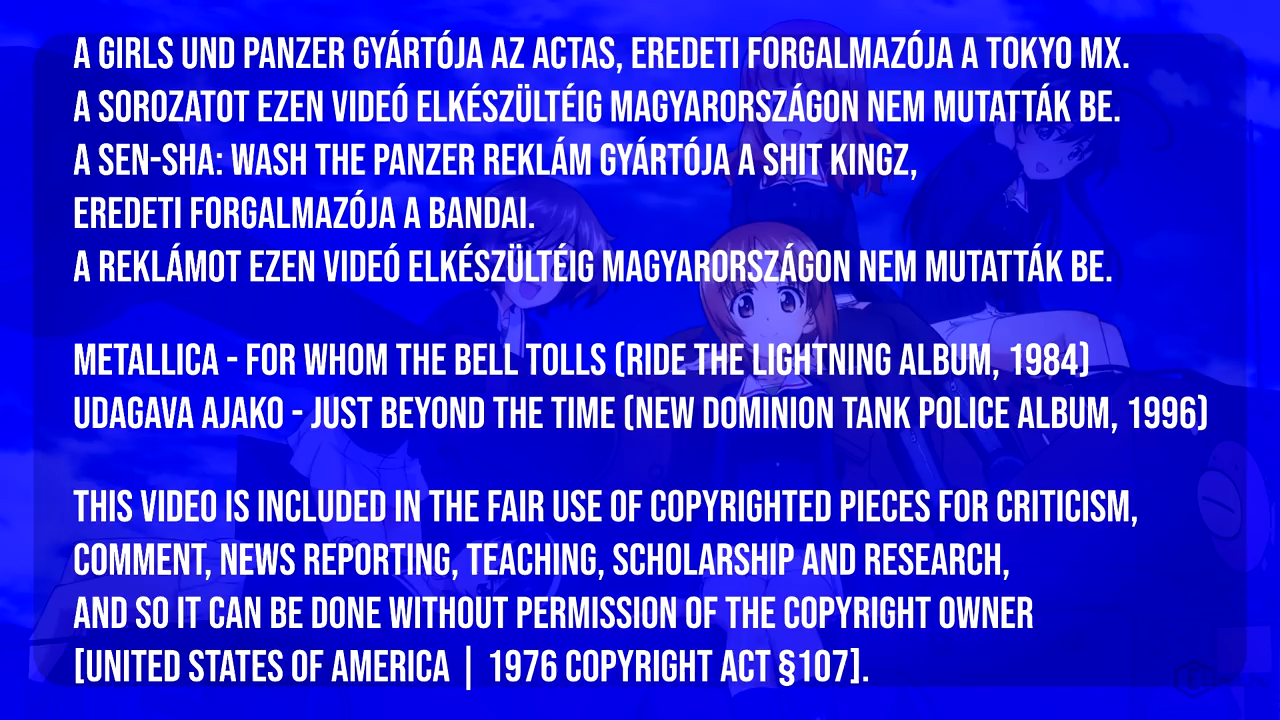 A GIRLS UND PANZER GYÁRTÓJA AZ ACTAS, EREDETI FORGALMAZÓJA A TOKYO MX.
A SOROZATOT EZEN VIDEÓ ELKÉSZÜLTÉIG MAGYARORSZÁGON NEM MUTATTÁK BE.
A SEN-SHA: WASH THE PANZER REKLÁM GYÁRTÓJA A SHIT KINGZ,
EREDETI FORGALMAZÓJA A BANDAI.
A REKLÁMOT EZEN VIDEÓ ELKÉSZÜLTÉIG MAGYARORSZÁGON NEM MUTATTÁK BE.
METALLICA - FOR WHOM THE BELL TOLLS (RIDE THE LIGHTNING ALBUM, 1984)
UDAGAVA AJAKO - JUST BEYOND THE TIME (NEW DOMINION TANK POLICE ALBUM, 1996)
THIS VIDEO IS INCLUDED IN THE FAIR USE OF COPYRIGHTED PIECES FOR CRITICISM,
COMMENT, NEWS REPORTING, TEACHING, SCHOLARSHIP AND RESEARCH,
AND SO IT CAN BE DONE WITHOUT PERMISSION OF THE COPYRIGHT OWNER
[UNITED STATES OF AMERICA | 1976 COPYRIGHT ACT §107].